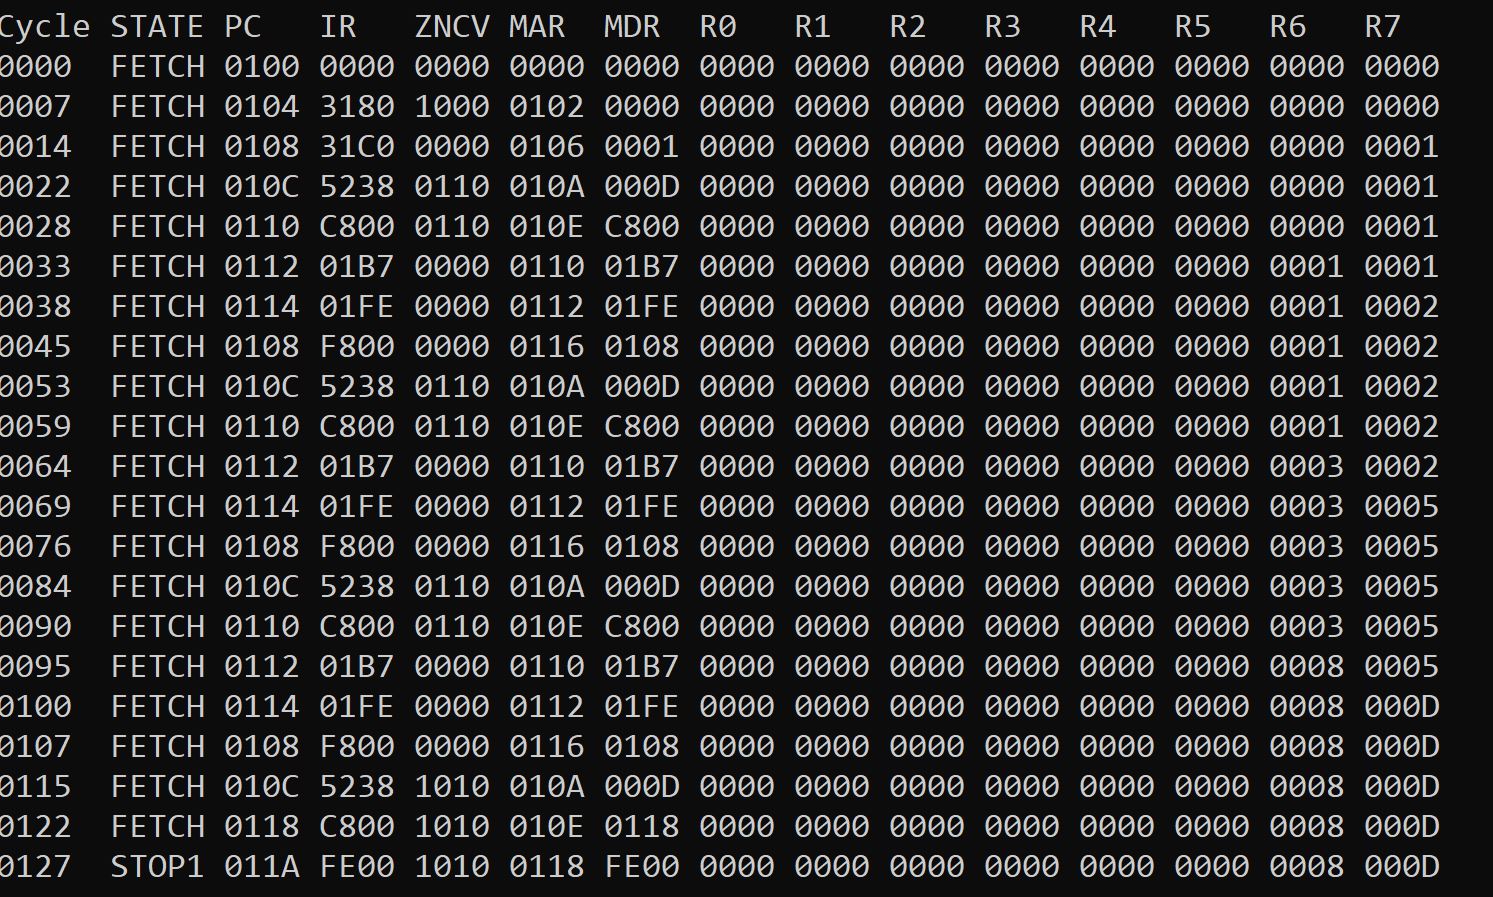 Cycle STATE PC IR ZNCV MAR MDR R0 R1 R2 R3 R4 R5 R6 R7
0000 FETCH 0100 0000 0000 0000 0000 0000 0000 0000 0000 0000 0000 0000 0000
0007 FETCH 0104 3180 1000 0102 0000 0000 0000 0000 0000 0000 0000 0000 0000
0014 FETCH 0108 31C0 0000 0106 0001 0000 0000 0000 0000 0000 0000 0000 0001
0022 FETCH 010C 5238 0110 010A 000D 0000 0000 0000 0000 0000 0000 0000 0001
0028 FETCH 0110 C800 0110 010E C800 0000 0000 0000 0000 0000 0000 0000 0001
0033 FETCH 0112 01B7 0000 0110 01B7 0000 0000 0000 0000 0000 0000 0001 0001
0038 FETCH 0114 01FE 0000 0112 01FE 0000 0000 0000 0000 0000 0000 0001 0002
0045 FETCH 0108 F800 0000 0116 0108 0000 0000 0000 0000 0000 0000 0001 0002
0053 FETCH 010C 5238 0110 010A 000D 0000 0000 0000 0000 0000 0000 0001 0002
0059 FETCH 0110 C800 0110 010E C800 0000 0000 0000 0000 0000 0000 0001 0002
0064 FETCH 0112 01B7 0000 0110 01B7 0000 0000 0000 0000 0000 0000 0003 0002
0069 FETCH 0114 01FE 0000 0112 01FE 0000 0000 0000 0000 0000 0000 0003 0005
0076 FETCH 0108 F800 0000 0116 0108 0000 0000 0000 0000 0000 0000 0003 0005
0084 FETCH 010C 5238 0110 010A 000D 0000 0000 0000 0000 0000 0000 0003 0005
0090 FETCH 0110 C800 0110 010E C800 0000 0000 0000 0000 0000 0000 0003 0005
0095 FETCH 0112 01B7 0000 0110 01B7 0000 0000 0000 0000 0000 0000 0008 0005
0100 FETCH 0114 01FE 0000 0112 01FE 0000 0000 0000 0000 0000 0000 0008 000D
0107 FETCH 0108 F800 0000 0116 0108 0000 0000 0000 0000 0000 0000 0008 000D
0115 FETCH 010C 5238 1010 010A 000D 0000 0000 0000 0000 0000 0000 0008 000D
0122 FETCH 0118 C800 1010 010E 0118 0000 0000 0000 0000 0000 0000 0008 000D
0127 STOP1 011A FE00 1010 0118 FE00 0000 0000 0000 0000 0000 0000 0008 000D